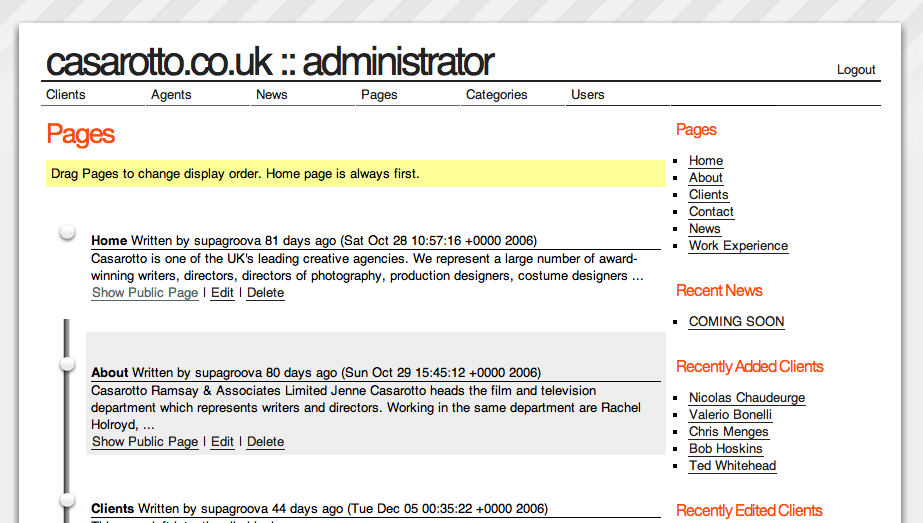 casarotto.co.uk :: administrator
Logout
Clients Agents News Pages Categories Users
Pages
Drag Pages to change display order. Home page is always first.
Home Written by supagroova 81 days ago (Sat Oct 28 10:57:16 +0000 2006)
Casarotto is one of the UK's leading creative agencies. We represent a large number of award-
winning writers, directors, directors of photography, production designers, costume designers ...
Show Public Page | Edit | Delete
About Written by supagroova 80 days ago (Sun Oct 29 15:45:12 +0000 2006)
Casarotto Ramsay & Associates Limited Jenne Casarotto heads the film and television
department which represents writers and directors. Working in the same department are Rachel
Holroyd, ...
Show Public Page | Edit | Delete
Clients Written by supagroova 44 days ago (Tue Dec 05 00:35:22 +0000 2006)
Pages
Home
About
Clients
Contact
News
Work Experience
Recent News
COMING SOON
Recently Added Clients
Nicolas Chaudeurge
Valerio Bonelli
Chris Menges
Bob Hoskins
Ted Whitehead
Recently Edited Clients